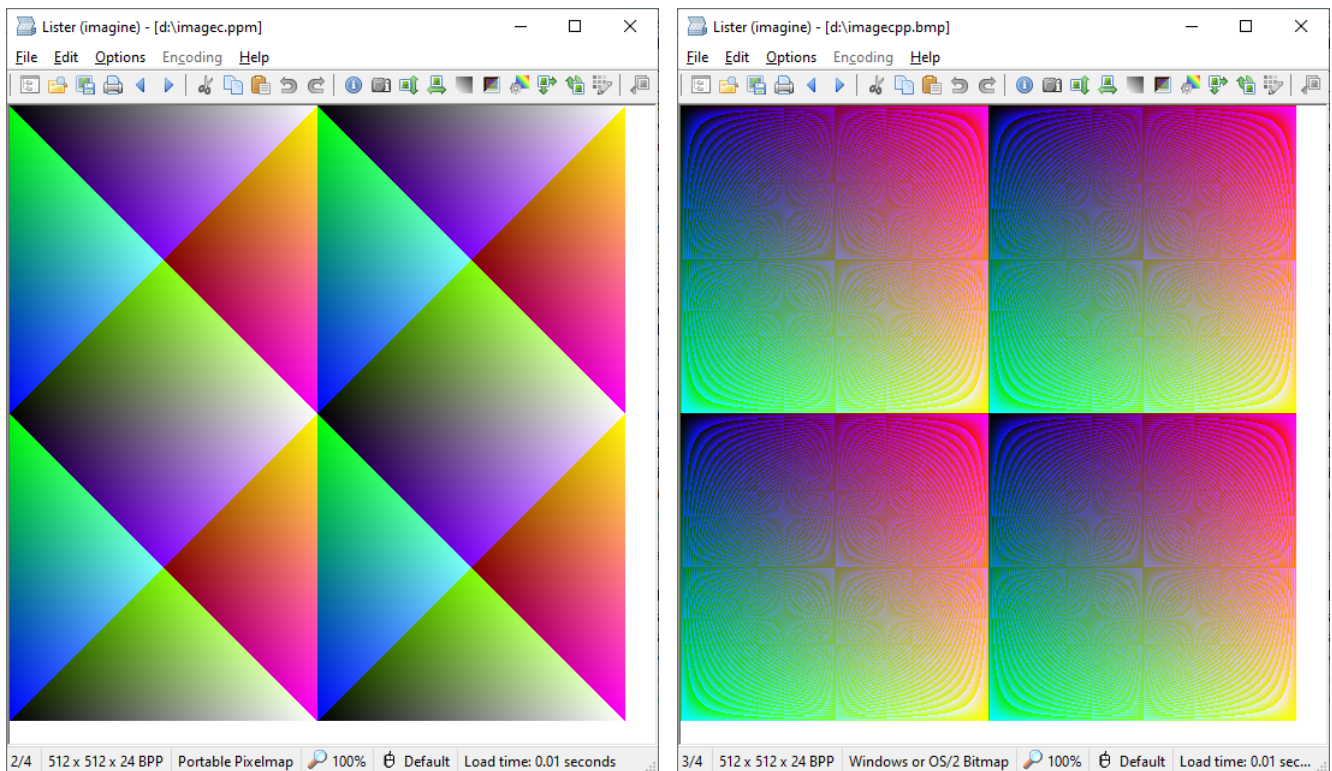 Lister (imagine) - [d:\imagec.ppm]
File Edit Options Encoding Help
2/4 512 x 512 x 24 BPP Portable Pixelmap 100% Default Load time: 0.01 seconds
Lister (imagine) - [d:\imagecpp.bmp]
File Edit Options Encoding Help
3/4 512 x 512 x 24 BPP Windows or OS/2 Bitmap 100% Default Load time: 0.01 sec...